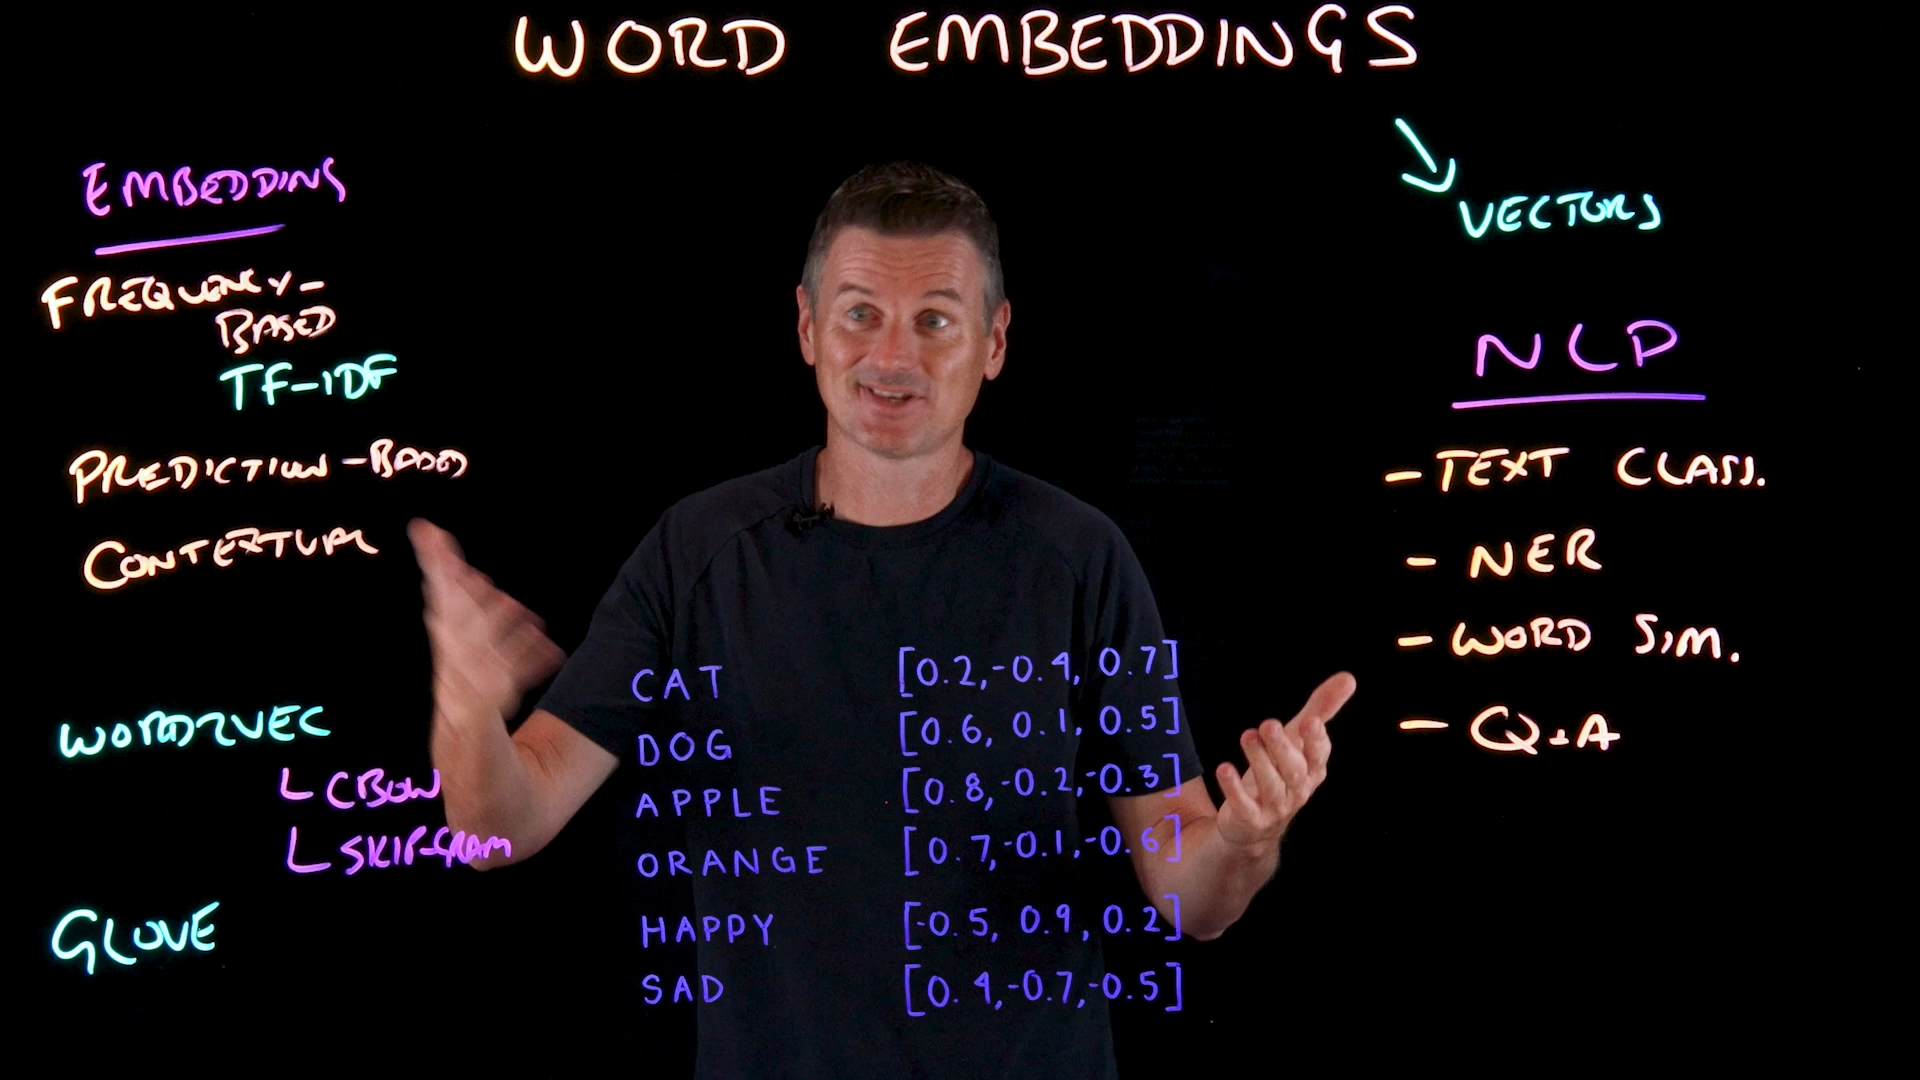 WORD EMBEDDINGS
EMBEDDING
FREQUENCY-
BASED
TF-IDF
PREDICTION-BASED
CONTEXTUAL
WORD2VEC
CBOW
SKIP-GRAM
GLOVE
CAT [0.2,-0.4, 0.7]
DOG [0.6, 0.1, 0.5]
APPLE [0.8,-0.2,-0.3]
ORANGE [0.7,-0.1,-0.6]
HAPPY [-0.5, 0.9, 0.2]
SAD [0.4,-0.7,-0.5]
VECTORS
NLP
- TEXT CLASS.
- NER
- WORD SIM.
- Q+A